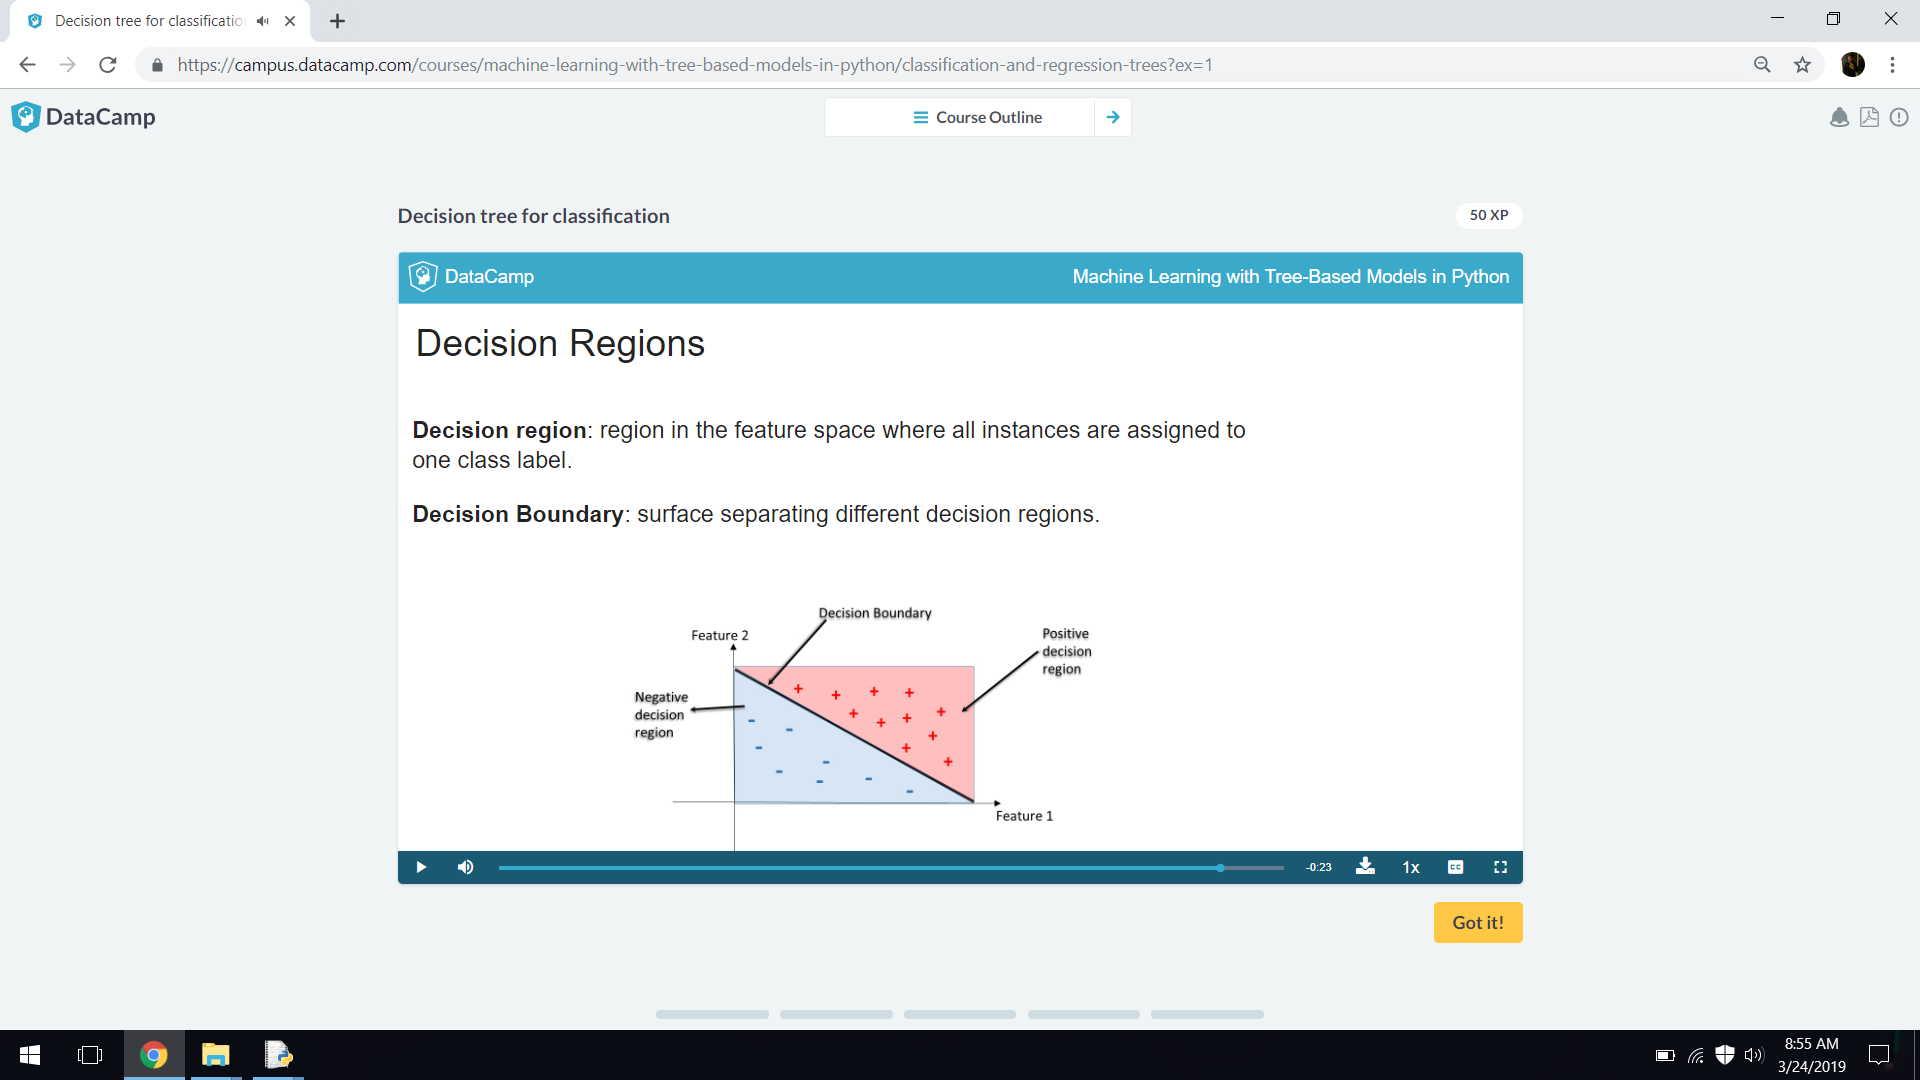 Decision tree for classificatio
https://campus.datacamp.com/courses/machine-learning-with-tree-based-models-in-python/classification-and-regression-trees?ex=1
DataCamp
Course Outline
Decision tree for classification
50 XP
DataCamp
Machine Learning with Tree-Based Models in Python
Decision Regions
Decision region: region in the feature space where all instances are assigned to
one class label.
Decision Boundary: surface separating different decision regions.
Decision Boundary
Feature 2
Positive
decision
region
Negative
decision
region
Feature 1
-0:23
1x
CC
Got it!
8:55 AM
3/24/2019